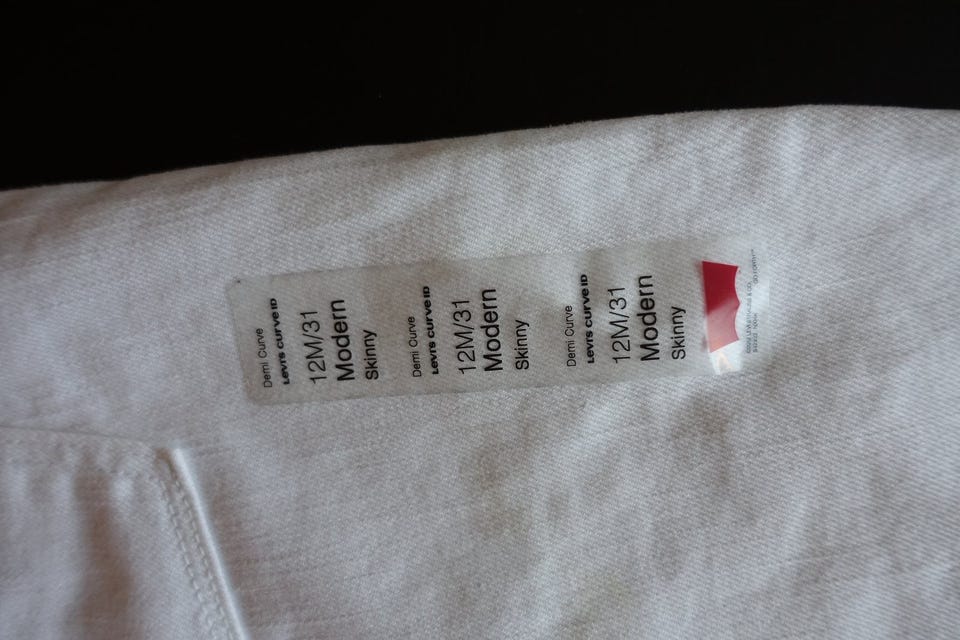 Demi Curve
LEVI'S CURVE ID
12M/31
Modern
Skinny
Demi Curve
LEVI'S CURVE ID
12M/31
Modern
Skinny
Demi Curve
LEVI'S CURVE ID
12M/31
Modern
Skinny